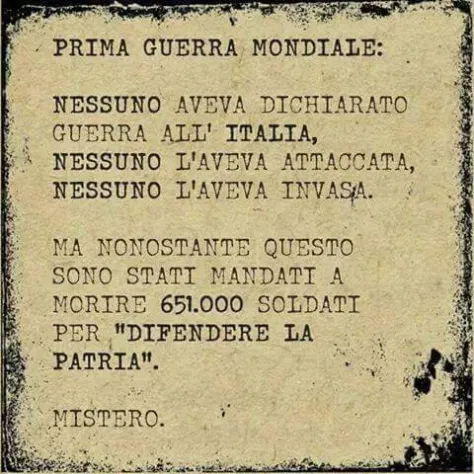 PRIMA GUERRA MONDIALE:
NESSUNO AVEVA DICHIARATO
GUERRA ALL' ITALIA,
NESSUNO L'AVEVA ATTACCATA,
NESSUNO L'AVEVA INVASA.
MA NONOSTANTE QUESTO
SONO STATI MANDATI A
MORIRE 651.000 SOLDATI
PER "DIFENDERE LA
PATRIA".
MISTERO.